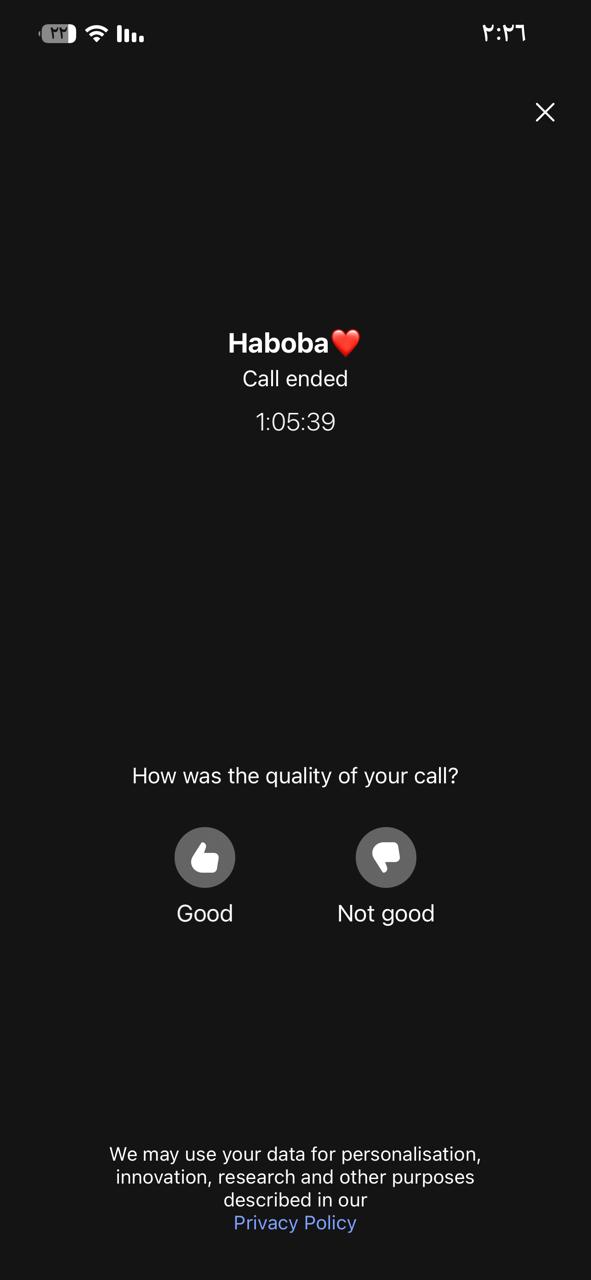 ٢٢
٢:٢٦
Haboba❤️
Call ended
1:05:39
How was the quality of your call?
Good
Not good
We may use your data for personalisation,
innovation, research and other purposes
described in our
Privacy Policy